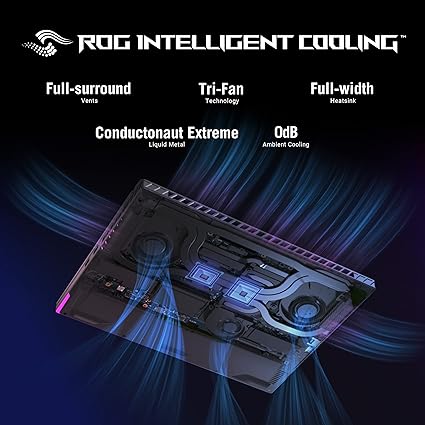 ROG INTELLIGENT COOLING™
Full-surround
Vents
Tri-Fan
Technology
Full-width
Heatsink
Conductonaut Extreme
Liquid Metal
0dB
Ambient Cooling